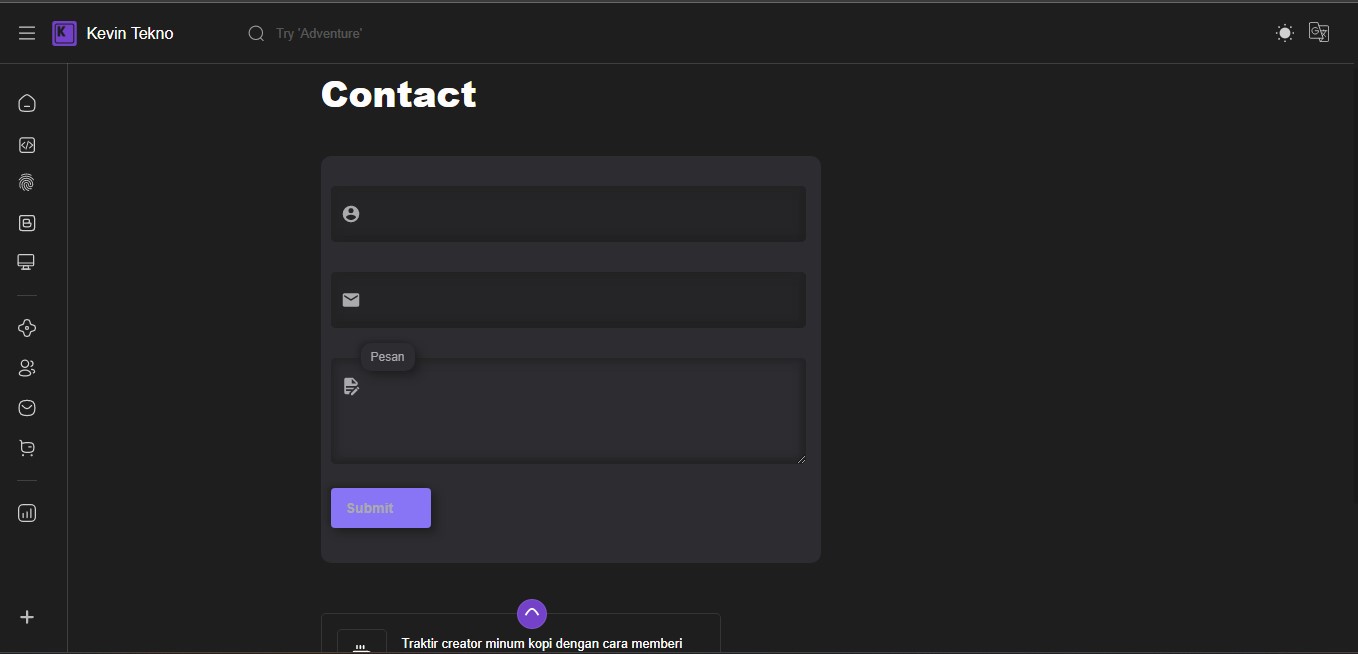 Kevin Tekno
Try 'Adventure'
Contact
Pesan
Submit
Traktir creator minum kopi dengan cara memberi